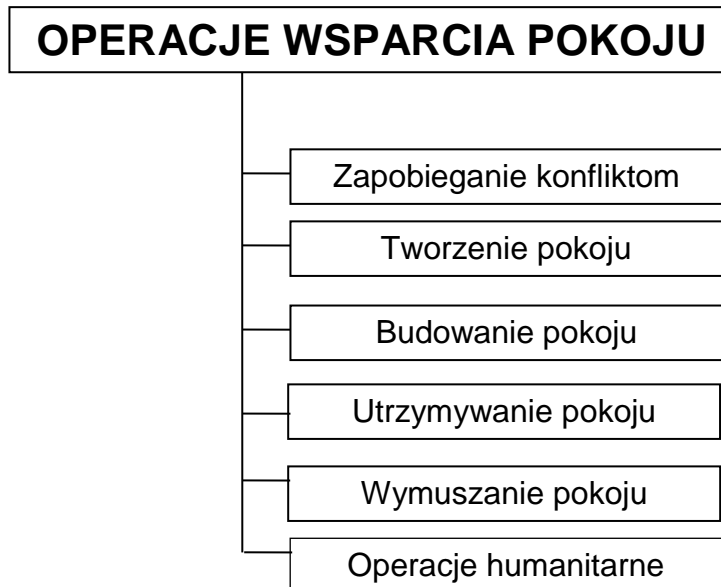 OPERACJE WSPARCIA POKOJU
Zapobieganie konfliktom
Tworzenie pokoju
Budowanie pokoju
Utrzymywanie pokoju
Wymuszanie pokoju
Operacje humanitarne